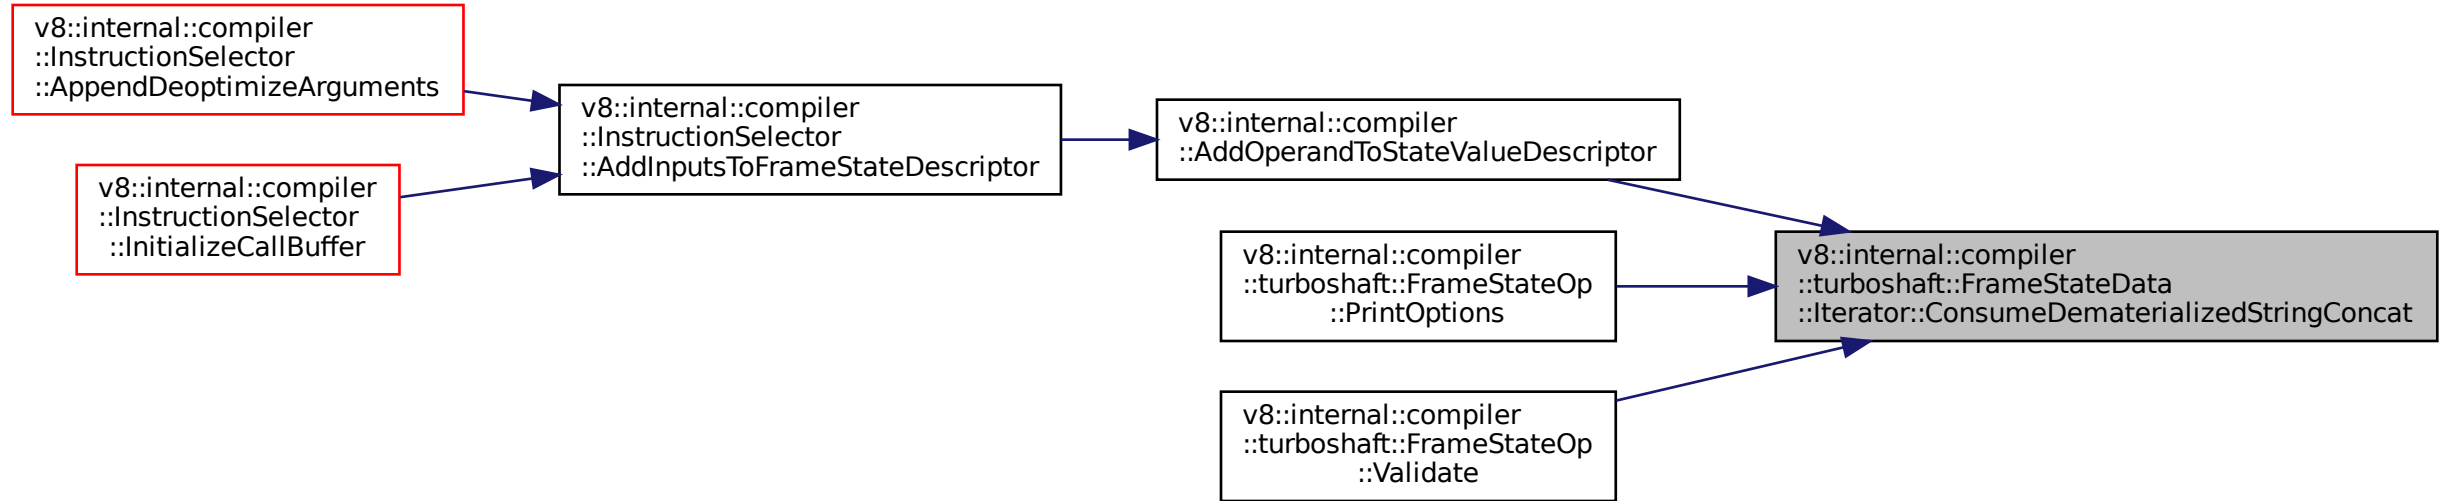 v8::internal::compiler
::InstructionSelector
::AppendDeoptimizeArguments
v8::internal::compiler
::InstructionSelector
::InitializeCallBuffer
v8::internal::compiler
::InstructionSelector
::AddInputsToFrameStateDescriptor
v8::internal::compiler
::AddOperandToStateValueDescriptor
v8::internal::compiler
::turboshaft::FrameStateOp
::PrintOptions
v8::internal::compiler
::turboshaft::FrameStateOp
::Validate
v8::internal::compiler
::turboshaft::FrameStateData
::Iterator::ConsumeDematerializedStringConcat